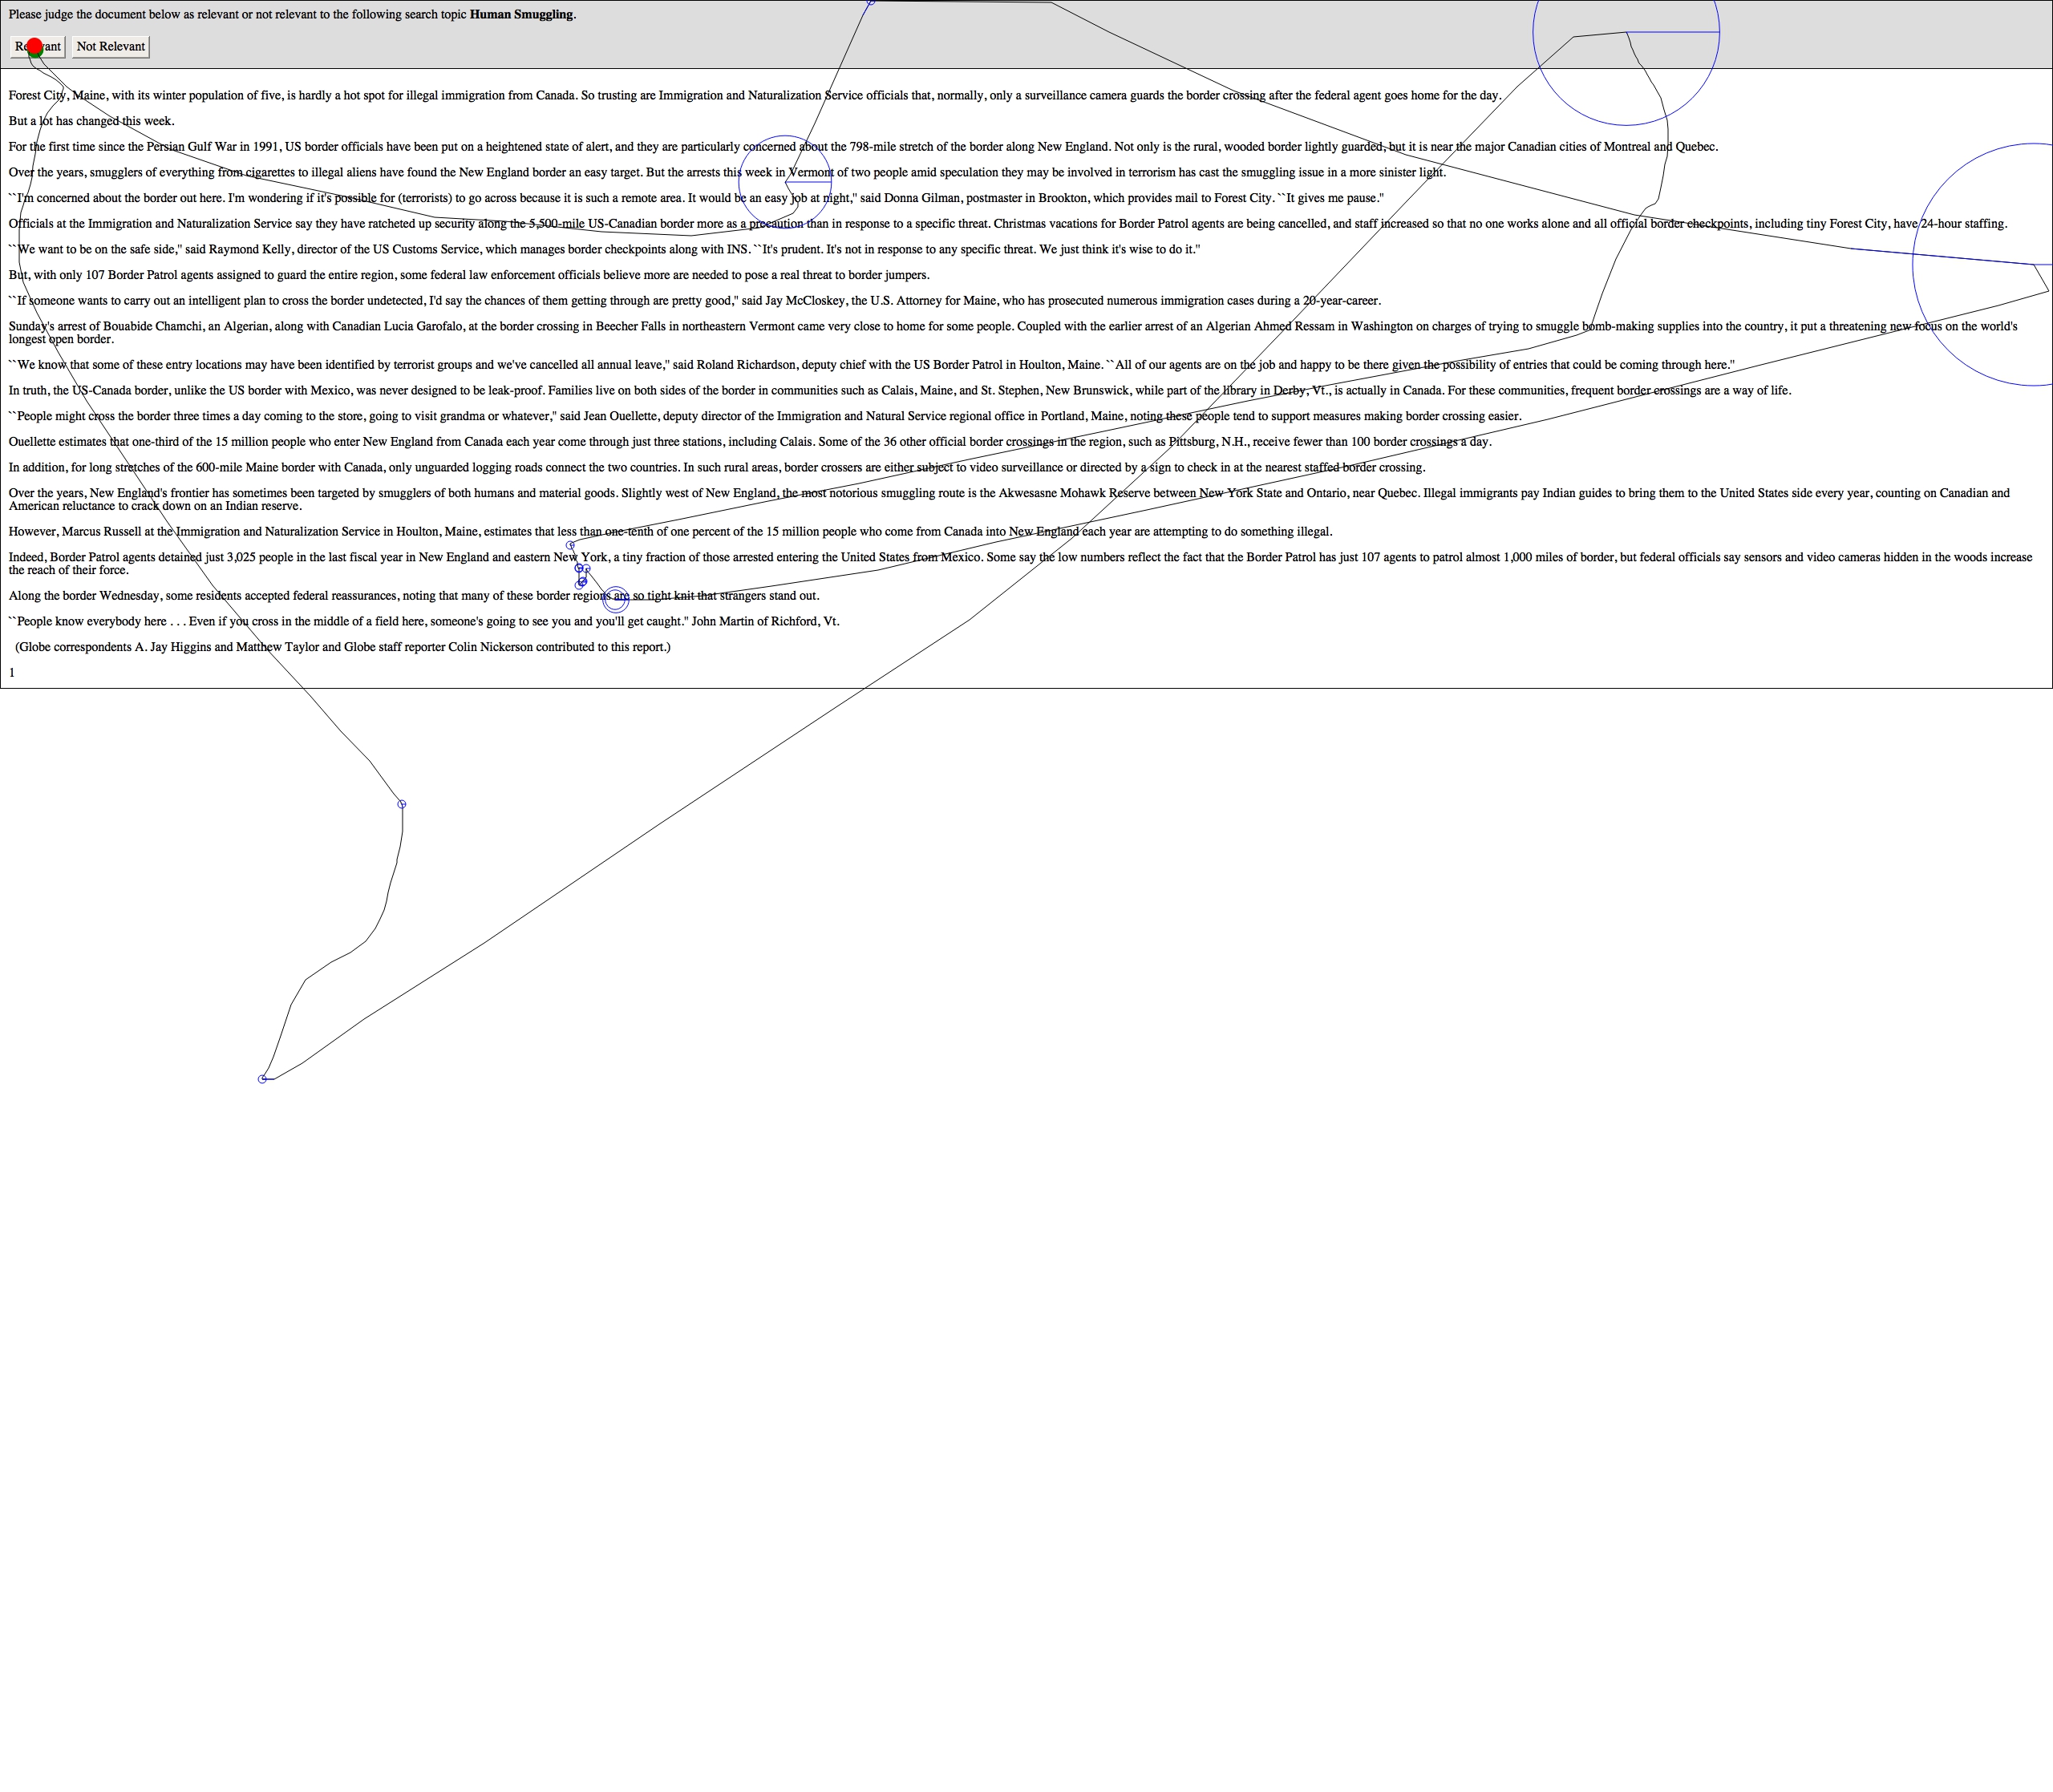 Please judge the document below as relevant or not relevant to the following search topic Human Smuggling.
Relevant Not Relevant
Forest City, Maine, with its winter population of five, is hardly a hot spot for illegal immigration from Canada. So trusting are Immigration and Naturalization Service officials that, normally, only a surveillance camera guards the border crossing after the federal agent goes home for the day.
But a lot has changed this week.
For the first time since the Persian Gulf War in 1991, US border officials have been put on a heightened state of alert, and they are particularly concerned about the 798-mile stretch of the border along New England. Not only is the rural, wooded border lightly guarded, but it is near the major Canadian cities of Montreal and Quebec.
Over the years, smugglers of everything from cigarettes to illegal aliens have found the New England border an easy target. But the arrests this week in Vermont of two people amid speculation they may be involved in terrorism has cast the smuggling issue in a more sinister light.
``I'm concerned about the border out here. I'm wondering if it's possible for (terrorists) to go across because it is such a remote area. It would be an easy job at night,'' said Donna Gilman, postmaster in Brookton, which provides mail to Forest City. ``It gives me pause.''
Officials at the Immigration and Naturalization Service say they have ratcheted up security along the 5,500-mile US-Canadian border more as a precaution than in response to a specific threat. Christmas vacations for Border Patrol agents are being cancelled, and staff increased so that no one works alone and all official border checkpoints, including tiny Forest City, have 24-hour staffing.
``We want to be on the safe side,'' said Raymond Kelly, director of the US Customs Service, which manages border checkpoints along with INS. ``It's prudent. It's not in response to any specific threat. We just think it's wise to do it.''
But, with only 107 Border Patrol agents assigned to guard the entire region, some federal law enforcement officials believe more are needed to pose a real threat to border jumpers.
``If someone wants to carry out an intelligent plan to cross the border undetected, I'd say the chances of them getting through are pretty good,'' said Jay McCloskey, the U.S. Attorney for Maine, who has prosecuted numerous immigration cases during a 20-year-career.
Sunday's arrest of Bouabide Chamchi, an Algerian, along with Canadian Lucia Garofalo, at the border crossing in Beecher Falls in northeastern Vermont came very close to home for some people. Coupled with the earlier arrest of an Algerian Ahmed Ressam in Washington on charges of trying to smuggle bomb-making supplies into the country, it put a threatening new focus on the world's
longest open border.
``We know that some of these entry locations may have been identified by terrorist groups and we've cancelled all annual leave,'' said Roland Richardson, deputy chief with the US Border Patrol in Houlton, Maine. ``All of our agents are on the job and happy to be there given the possibility of entries that could be coming through here.''
In truth, the US-Canada border, unlike the US border with Mexico, was never designed to be leak-proof. Families live on both sides of the border in communities such as Calais, Maine, and St. Stephen, New Brunswick, while part of the library in Derby, Vt., is actually in Canada. For these communities, frequent border crossings are a way of life.
``People might cross the border three times a day coming to the store, going to visit grandma or whatever,'' said Jean Ouellette, deputy director of the Immigration and Natural Service regional office in Portland, Maine, noting these people tend to support measures making border crossing easier.
Ouellette estimates that one-third of the 15 million people who enter New England from Canada each year come through just three stations, including Calais. Some of the 36 other official border crossings in the region, such as Pittsburg, N.H., receive fewer than 100 border crossings a day.
In addition, for long stretches of the 600-mile Maine border with Canada, only unguarded logging roads connect the two countries. In such rural areas, border crossers are either subject to video surveillance or directed by a sign to check in at the nearest staffed border crossing.
Over the years, New England's frontier has sometimes been targeted by smugglers of both humans and material goods. Slightly west of New England, the most notorious smuggling route is the Akwesasne Mohawk Reserve between New York State and Ontario, near Quebec. Illegal immigrants pay Indian guides to bring them to the United States side every year, counting on Canadian and
American reluctance to crack down on an Indian reserve.
However, Marcus Russell at the Immigration and Naturalization Service in Houlton, Maine, estimates that less than one-tenth of one percent of the 15 million people who come from Canada into New England each year are attempting to do something illegal.
Indeed, Border Patrol agents detained just 3,025 people in the last fiscal year in New England and eastern New York, a tiny fraction of those arrested entering the United States from Mexico. Some say the low numbers reflect the fact that the Border Patrol has just 107 agents to patrol almost 1,000 miles of border, but federal officials say sensors and video cameras hidden in the woods increase
the reach of their force.
Along the border Wednesday, some residents accepted federal reassurances, noting that many of these border regions are so tight knit that strangers stand out.
``People know everybody here . . . Even if you cross in the middle of a field here, someone's going to see you and you'll get caught.'' John Martin of Richford, Vt.
(Globe correspondents A. Jay Higgins and Matthew Taylor and Globe staff reporter Colin Nickerson contributed to this report.)
1